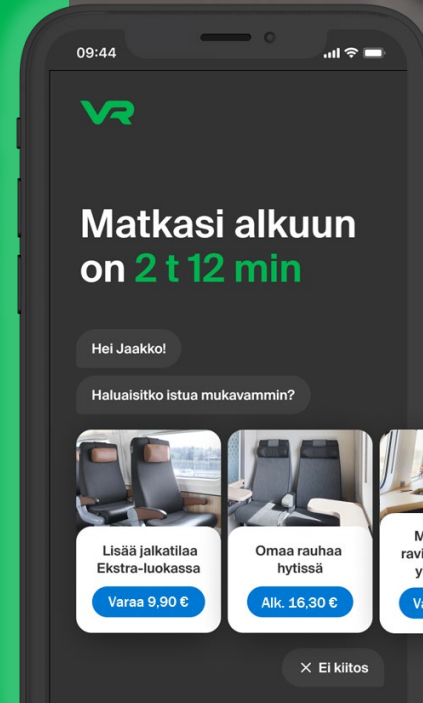 09:44
VR
Matkasi alkuun
on 2 t 12 min
Hei Jaakko!
Haluaisitko istua mukavammin?
Lisää jalkatilaa
Ekstra-luokassa
Varaa 9,90 €
Omaa rauhaa
hytissä
Alk. 16,30 €
Ei kiitos